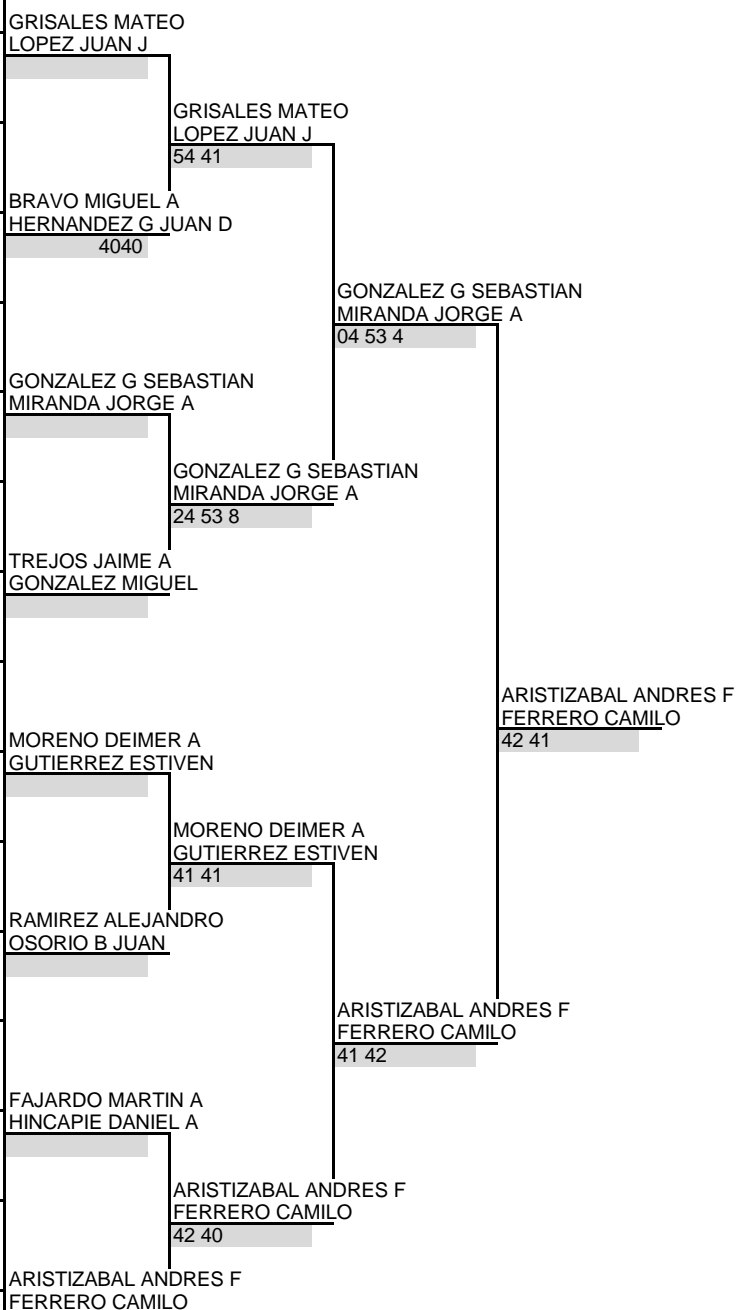 GRISALES MATEO
LOPEZ JUAN J
GRISALES MATEO
LOPEZ JUAN J
54 41
BRAVO MIGUEL A
HERNANDEZ G JUAN D
4040
GONZALEZ G SEBASTIAN
MIRANDA JORGE A
04 53 4
GONZALEZ G SEBASTIAN
MIRANDA JORGE A
GONZALEZ G SEBASTIAN
MIRANDA JORGE A
24 53 8
TREJOS JAIME A
GONZALEZ MIGUEL
ARISTIZABAL ANDRES F
FERRERO CAMILO
42 41
MORENO DEIMER A
GUTIERREZ ESTIVEN
MORENO DEIMER A
GUTIERREZ ESTIVEN
41 41
RAMIREZ ALEJANDRO
OSORIO B JUAN
ARISTIZABAL ANDRES F
FERRERO CAMILO
41 42
FAJARDO MARTIN A
HINCAPIE DANIEL A
ARISTIZABAL ANDRES F
FERRERO CAMILO
42 40
ARISTIZABAL ANDRES F
FERRERO CAMILO